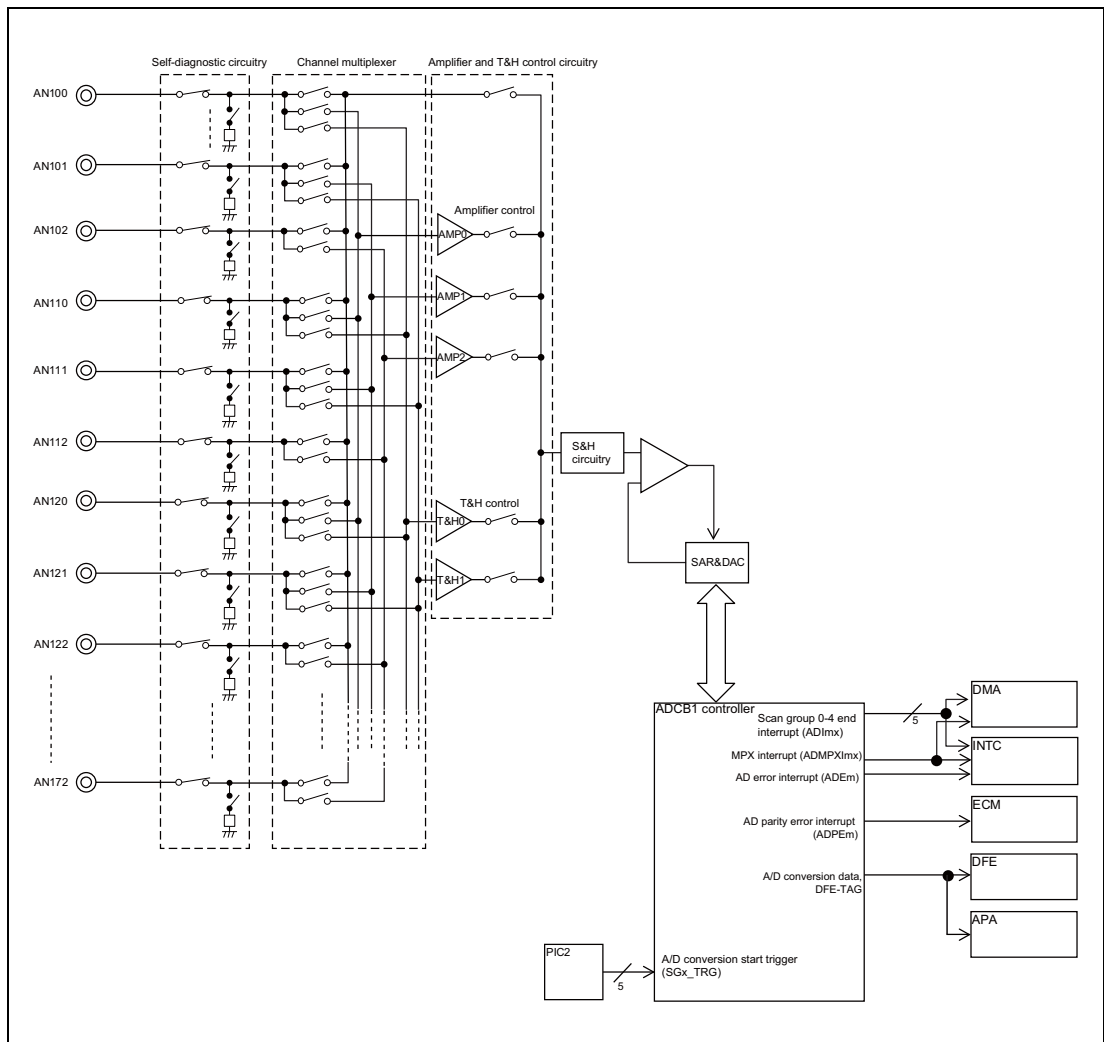 Self-diagnostic circuitry
Channel multiplexer
Amplifier and T&H control circuitry
AN100
AN101
AN102
AN110
AN111
AN112
AN120
AN121
AN122
AN172
Amplifier control
AMP0
AMP1
AMP2
T&H control
T&H0
T&H1
S&H
circuitry
SAR&DAC
ADCB1 controller
Scan group 0-4 end
interrupt (ADImx)
MPX interrupt (ADMPXImx)
AD error interrupt (ADEm)
AD parity error interrupt
(ADPEm)
A/D conversion data,
DFE-TAG
A/D conversion start trigger
(SGx_TRG)
5
DMA
INTC
ECM
DFE
APA
PIC2
5